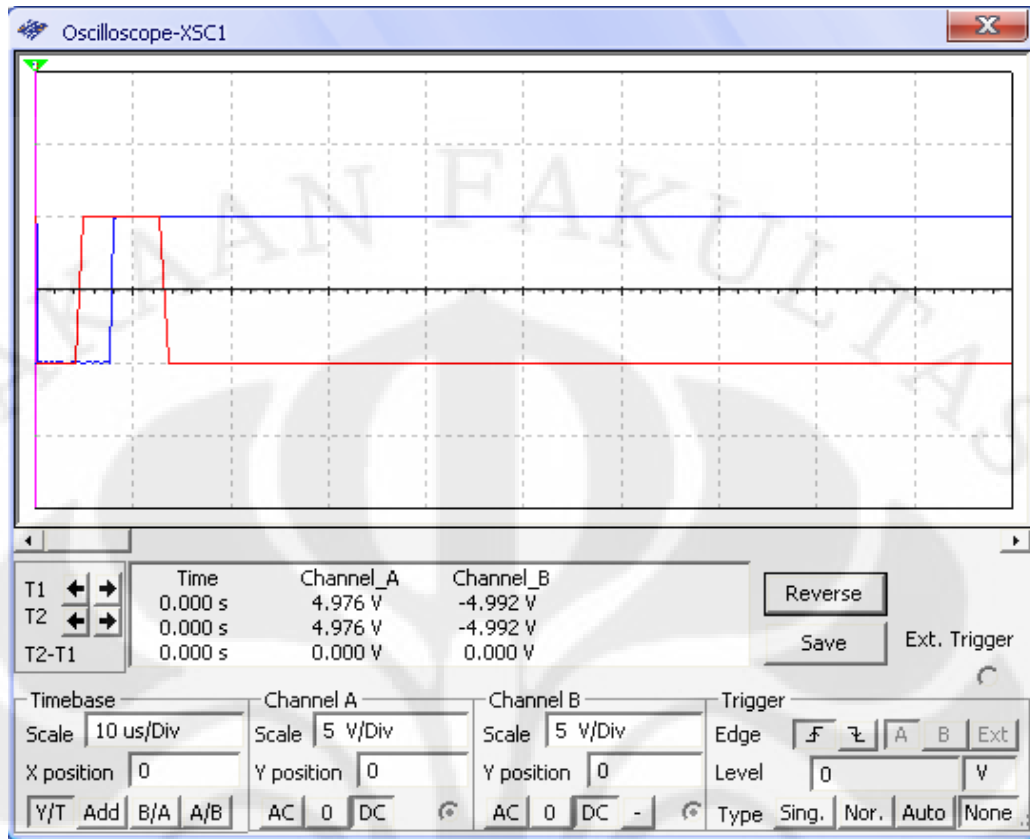 Oscilloscope-XSC1
1
AKAAN FAKULTAS
Time Channel_A Channel_B
T1 0.000 s 4.976 V -4.992 V
T2 0.000 s 4.976 V -4.992 V
T2-T1 0.000 s 0.000 V 0.000 V
Reverse
Save
Ext. Trigger
Timebase
Scale 10 us/Div
X position 0
Y/T Add B/A A/B
Channel A
Scale 5 V/Div
Y position 0
AC 0 DC
Channel B
Scale 5 V/Div
Y position 0
AC 0 DC -
Trigger
Edge A B Ext
Level 0 V
Type Sing. Nor. Auto None